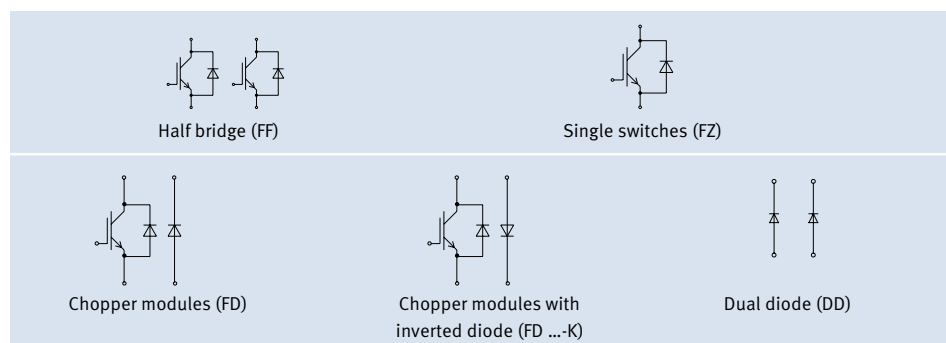 Half bridge (FF)
Single switches (FZ)
Chopper modules (FD)
Chopper modules with
inverted diode (FD ...-K)
Dual diode (DD)